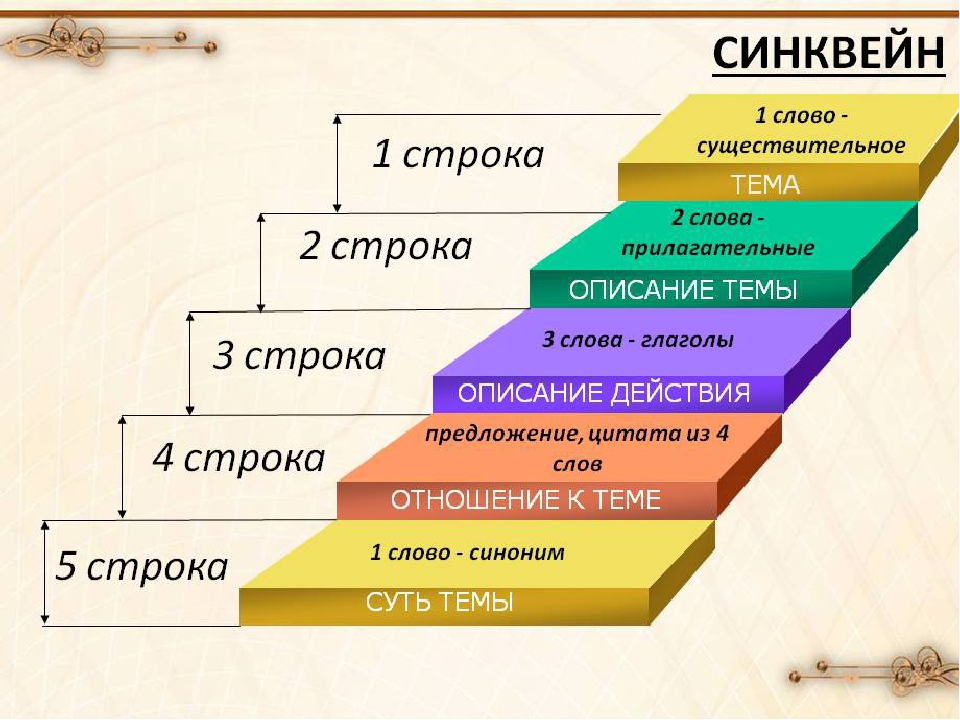 СИНКВЕЙН
1 строка
1 слово -
существительное
ТЕМА
2 строка
2 слова -
прилагательные
ОПИСАНИЕ ТЕМЫ
3 строка
3 слова - глаголы
ОПИСАНИЕ ДЕЙСТВИЯ
4 строка
предложение, цитата из 4
слов
ОТНОШЕНИЕ К ТЕМЕ
5 строка
1 слово - синоним
СУТЬ ТЕМЫ